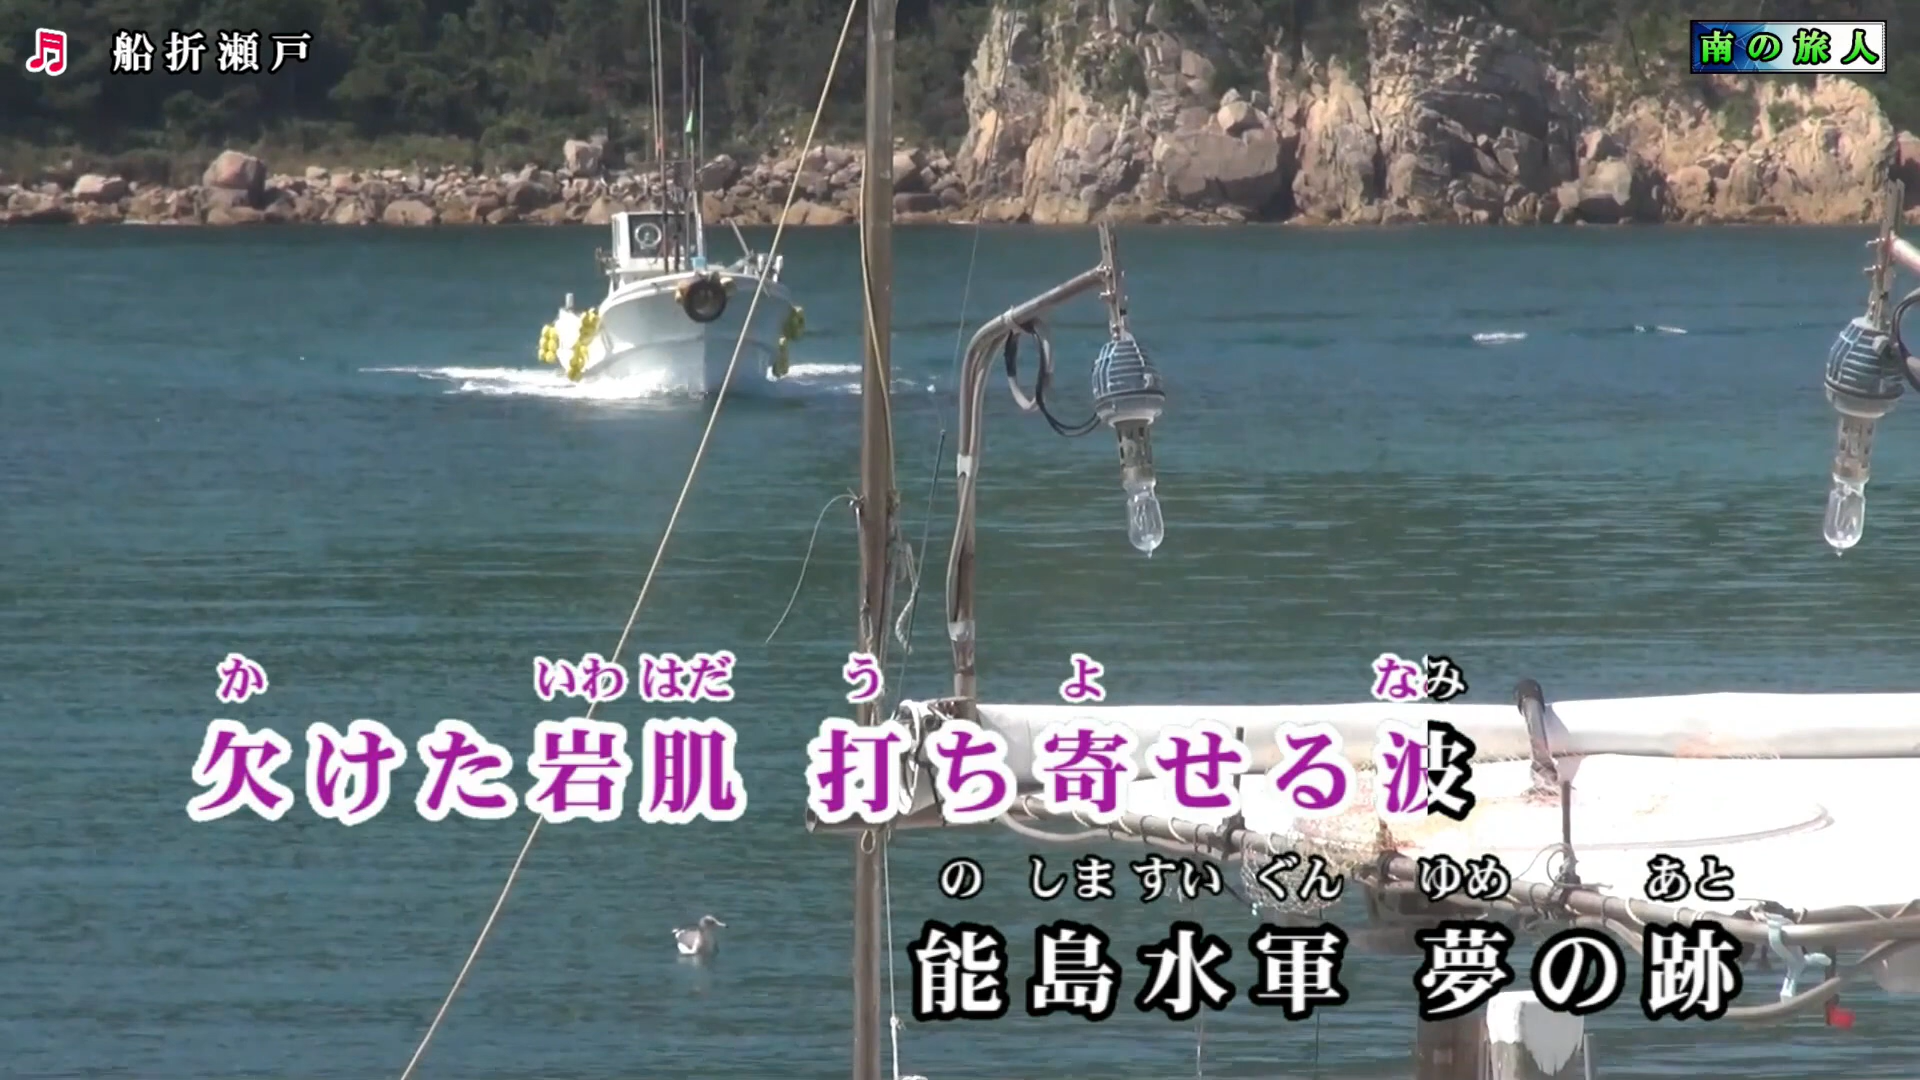 船折瀬戸
南の旅人
か いわ はだ う よ なみ
欠けた岩肌 打ち寄せる波
の しま すい ぐん ゆめ あと
能島水軍 夢の跡